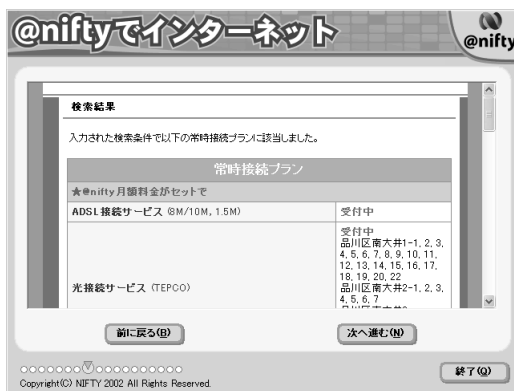 @niftyでインターネット
@nifty
検索結果
入力された検索条件で以下の常時接続プランに該当しました。
常時接続プラン
★@nifty月額料金がセットで
ADSL接続サービス (8M/10M, 1.5M) 受付中
光接続サービス (TEPCO) 受付中
品川区南大井1-1, 2, 3,
4, 5, 6, 7, 8, 9, 10, 11,
12, 13, 14, 15, 16, 17,
18, 19, 20, 22
品川区南大井2-1, 2, 3,
4, 5, 6, 7
前に戻る(B) 次へ進む(N)
終了(Q)
Copyright(C) NIFTY 2002 All Rights Reserved.